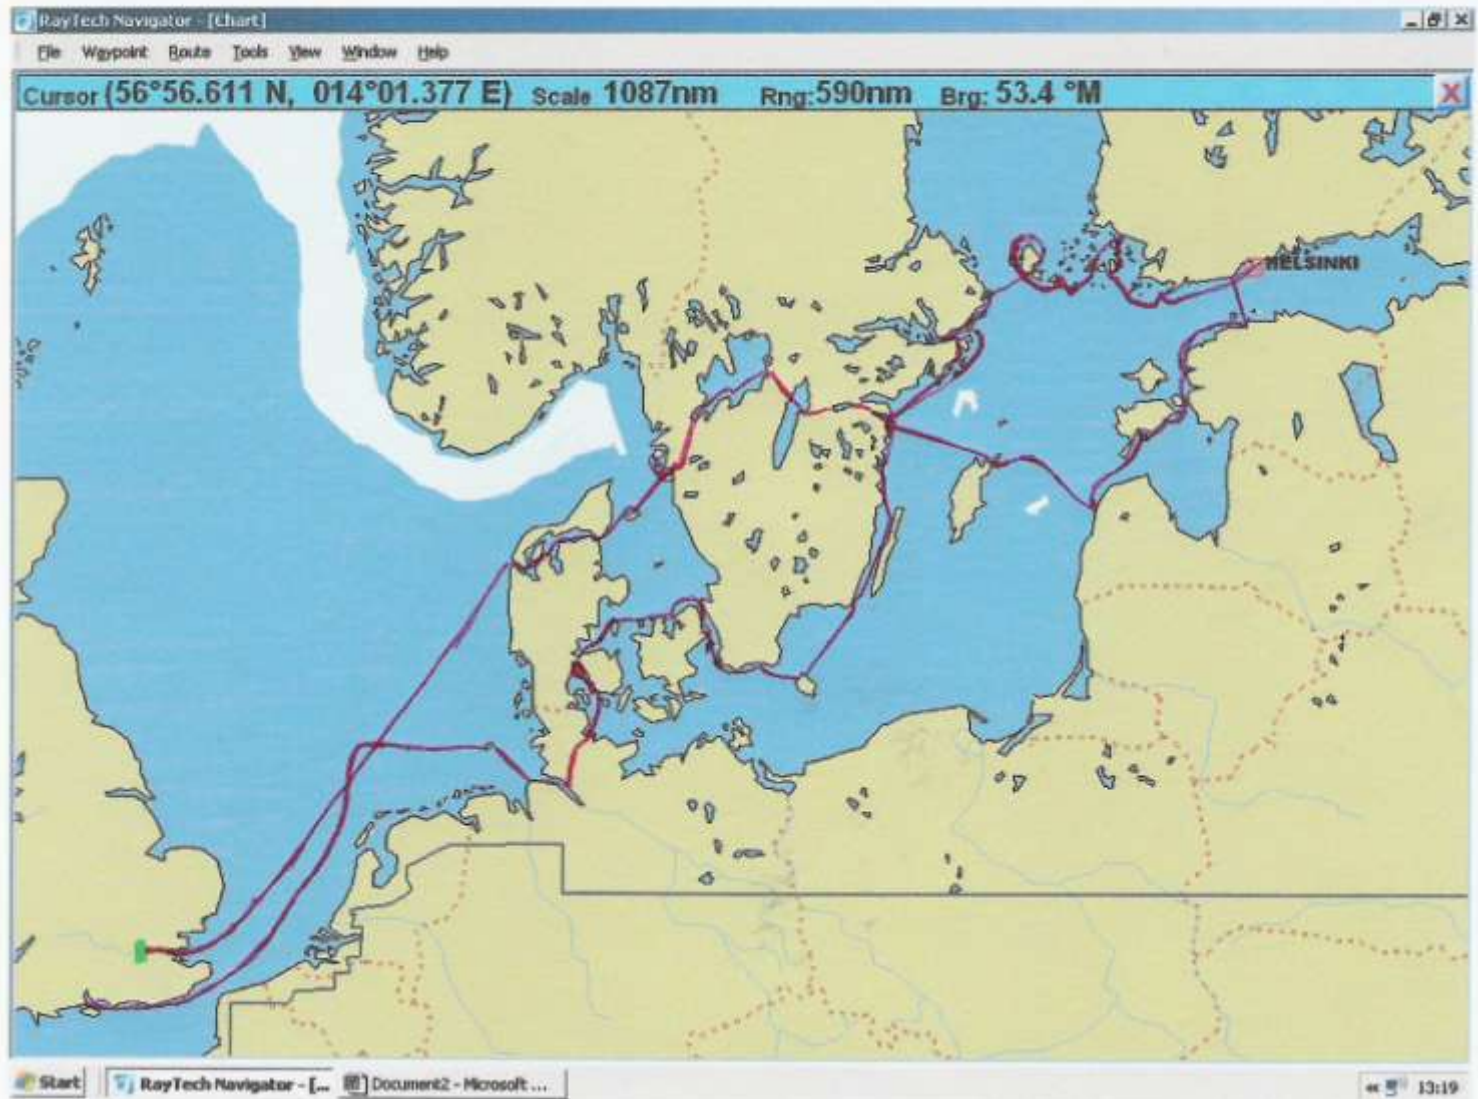 RayTech Navigator - [Chart]
File Waypoint Route Tools View Window Help
Cursor (56°56.611 N, 014°01.377 E) Scale 1087nm Rng:590nm Brg: 53.4 °M
HELSINKI
Start RayTech Navigator - [... Document2 - Microsoft ... « 13:19